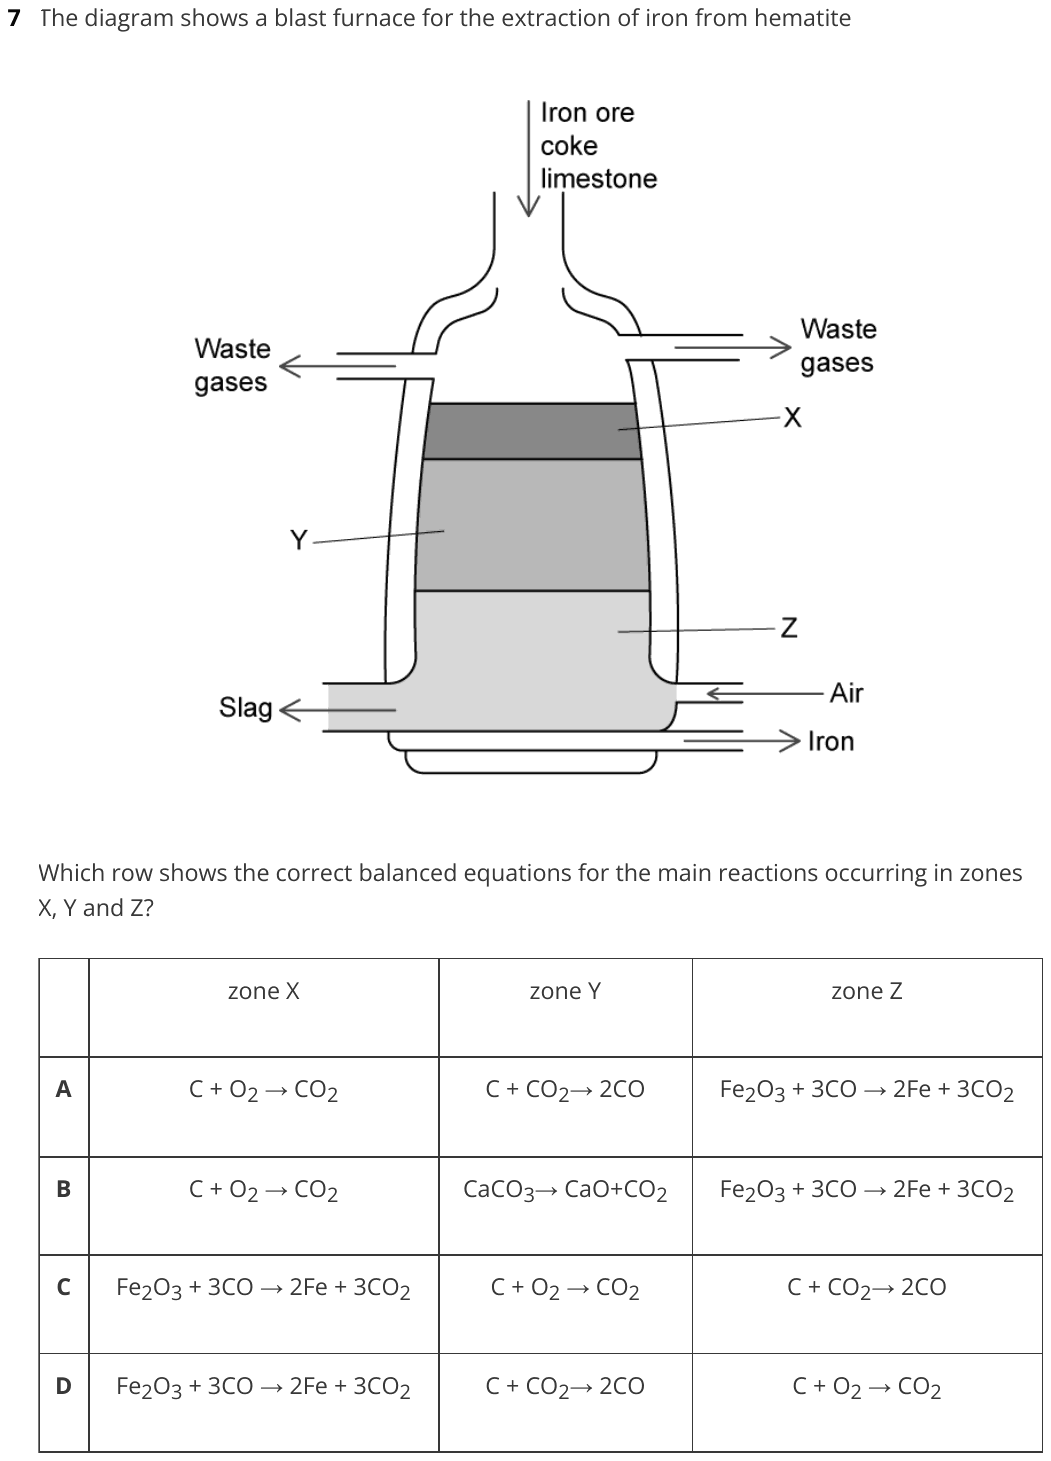 7 The diagram shows a blast furnace for the extraction of iron from hematite
Iron ore
coke
limestone
Waste
gases
Waste
gases
X
Y
Z
Air
Slag
Iron
Which row shows the correct balanced equations for the main reactions occurring in zones
X, Y and Z?
zone X zone Y zone Z
A C + O2 → CO2 C + CO2→ 2CO Fe2O3 + 3CO → 2Fe + 3CO2
B C + O2 → CO2 CaCO3→ CaO+CO2 Fe2O3 + 3CO → 2Fe + 3CO2
C Fe2O3 + 3CO → 2Fe + 3CO2 C + O2 → CO2 C + CO2→ 2CO
D Fe2O3 + 3CO → 2Fe + 3CO2 C + CO2→ 2CO C + O2 → CO2